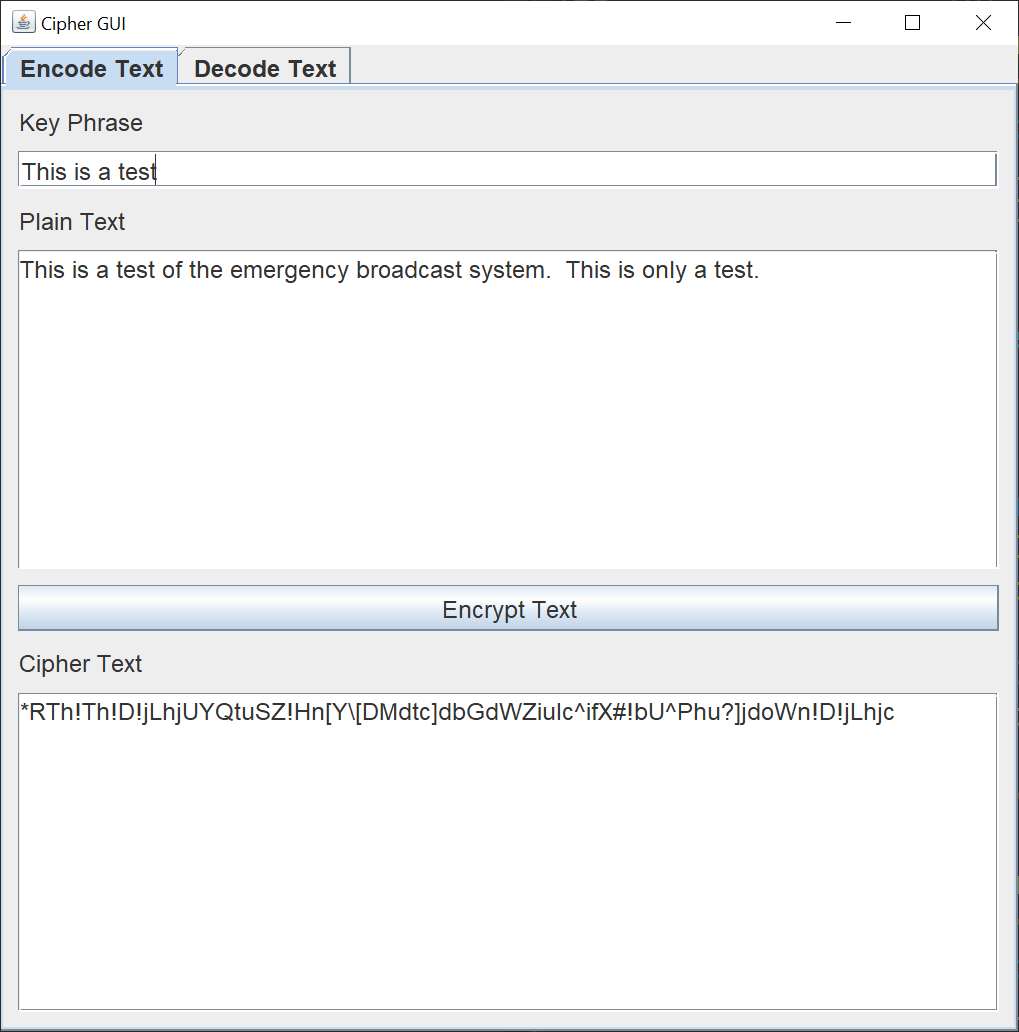 Cipher GUI
Encode Text Decode Text
Key Phrase
This is a test
Plain Text
This is a test of the emergency broadcast system.  This is only a test.
Encrypt Text
Cipher Text
*RTh!Th!D!jLhjUYQtuSZ!Hn[Y\[DMdtc]dbGdWZiuIc^ifX#!bU^Phu?]jdoWn!D!jLhjc